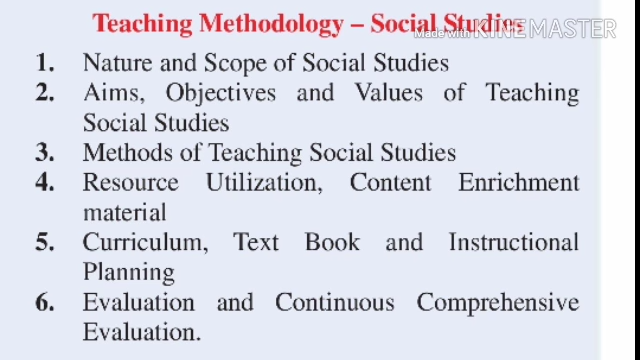 Teaching Methodology – Social Studies
Made with KINEMASTER
1. Nature and Scope of Social Studies
2. Aims, Objectives and Values of Teaching
Social Studies
3. Methods of Teaching Social Studies
4. Resource Utilization, Content Enrichment
material
5. Curriculum, Text Book and Instructional
Planning
6. Evaluation and Continuous Comprehensive
Evaluation.